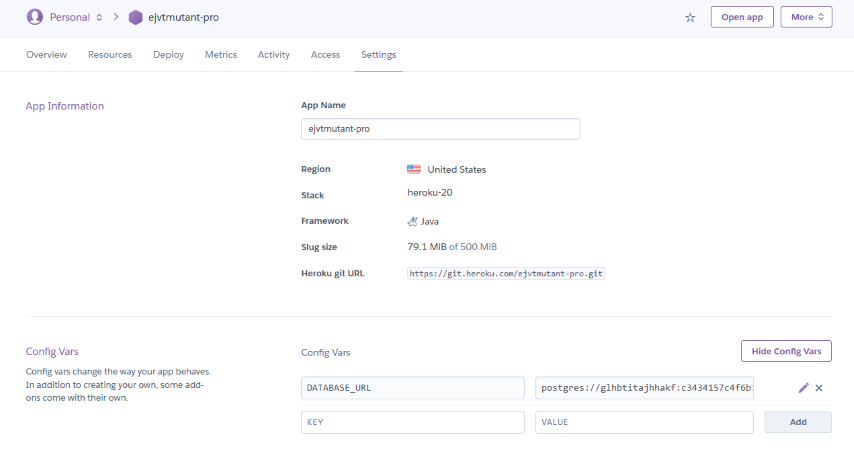 Personal ejvtmutant-pro Open app More
Overview Resources Deploy Metrics Activity Access Settings
App Information
App Name
ejvtmutant-pro
Region United States
Stack heroku-20
Framework Java
Slug size 79.1 MiB of 500 MiB
Heroku git URL https://git.heroku.com/ejvtmutant-pro.git
Config Vars
Config vars change the way your app behaves.
In addition to creating your own, some add-
ons come with their own.
Config Vars Hide Config Vars
DATABASE_URL postgres://glhbtitajhhakf:c3434157c4f6b
KEY VALUE Add